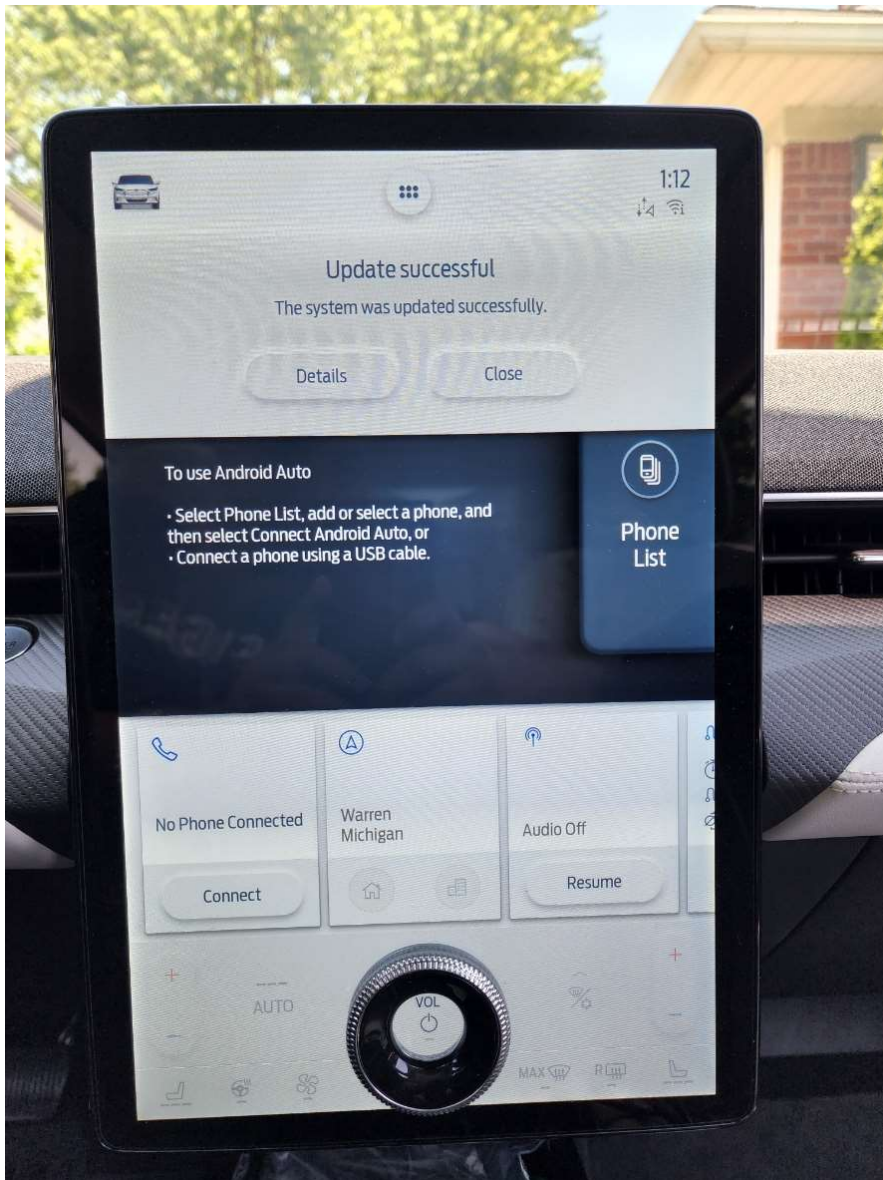 1:12
Update successful
The system was updated successfully.
Details
Close
To use Android Auto
• Select Phone List, add or select a phone, and
then select Connect Android Auto, or
• Connect a phone using a USB cable.
Phone
List
No Phone Connected
Connect
Warren
Michigan
Audio Off
Resume
AUTO
VOL
MAX
R